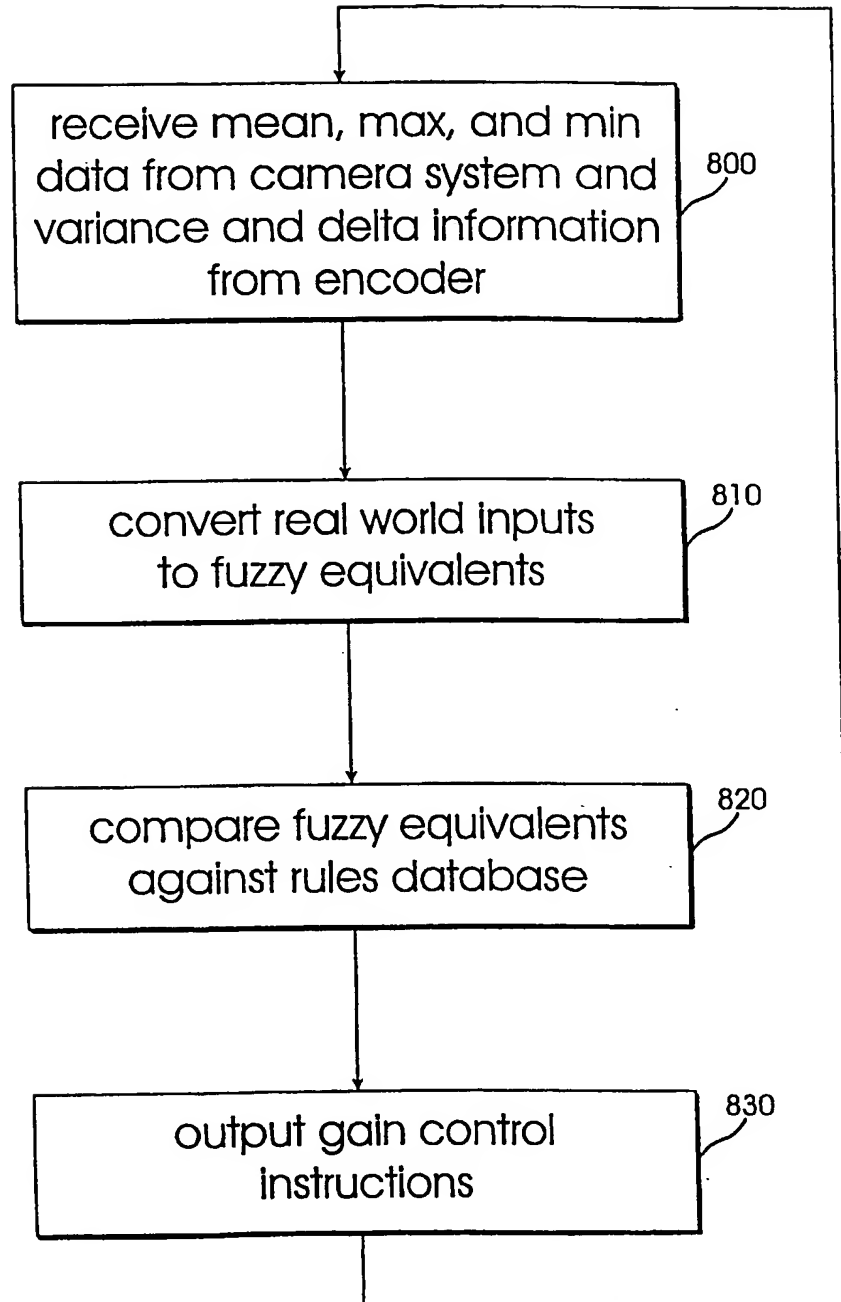 receive mean, max, and min
data from camera system and
variance and delta information
from encoder
800
convert real world inputs
to fuzzy equivalents
810
compare fuzzy equivalents
against rules database
820
output gain control
instructions
830